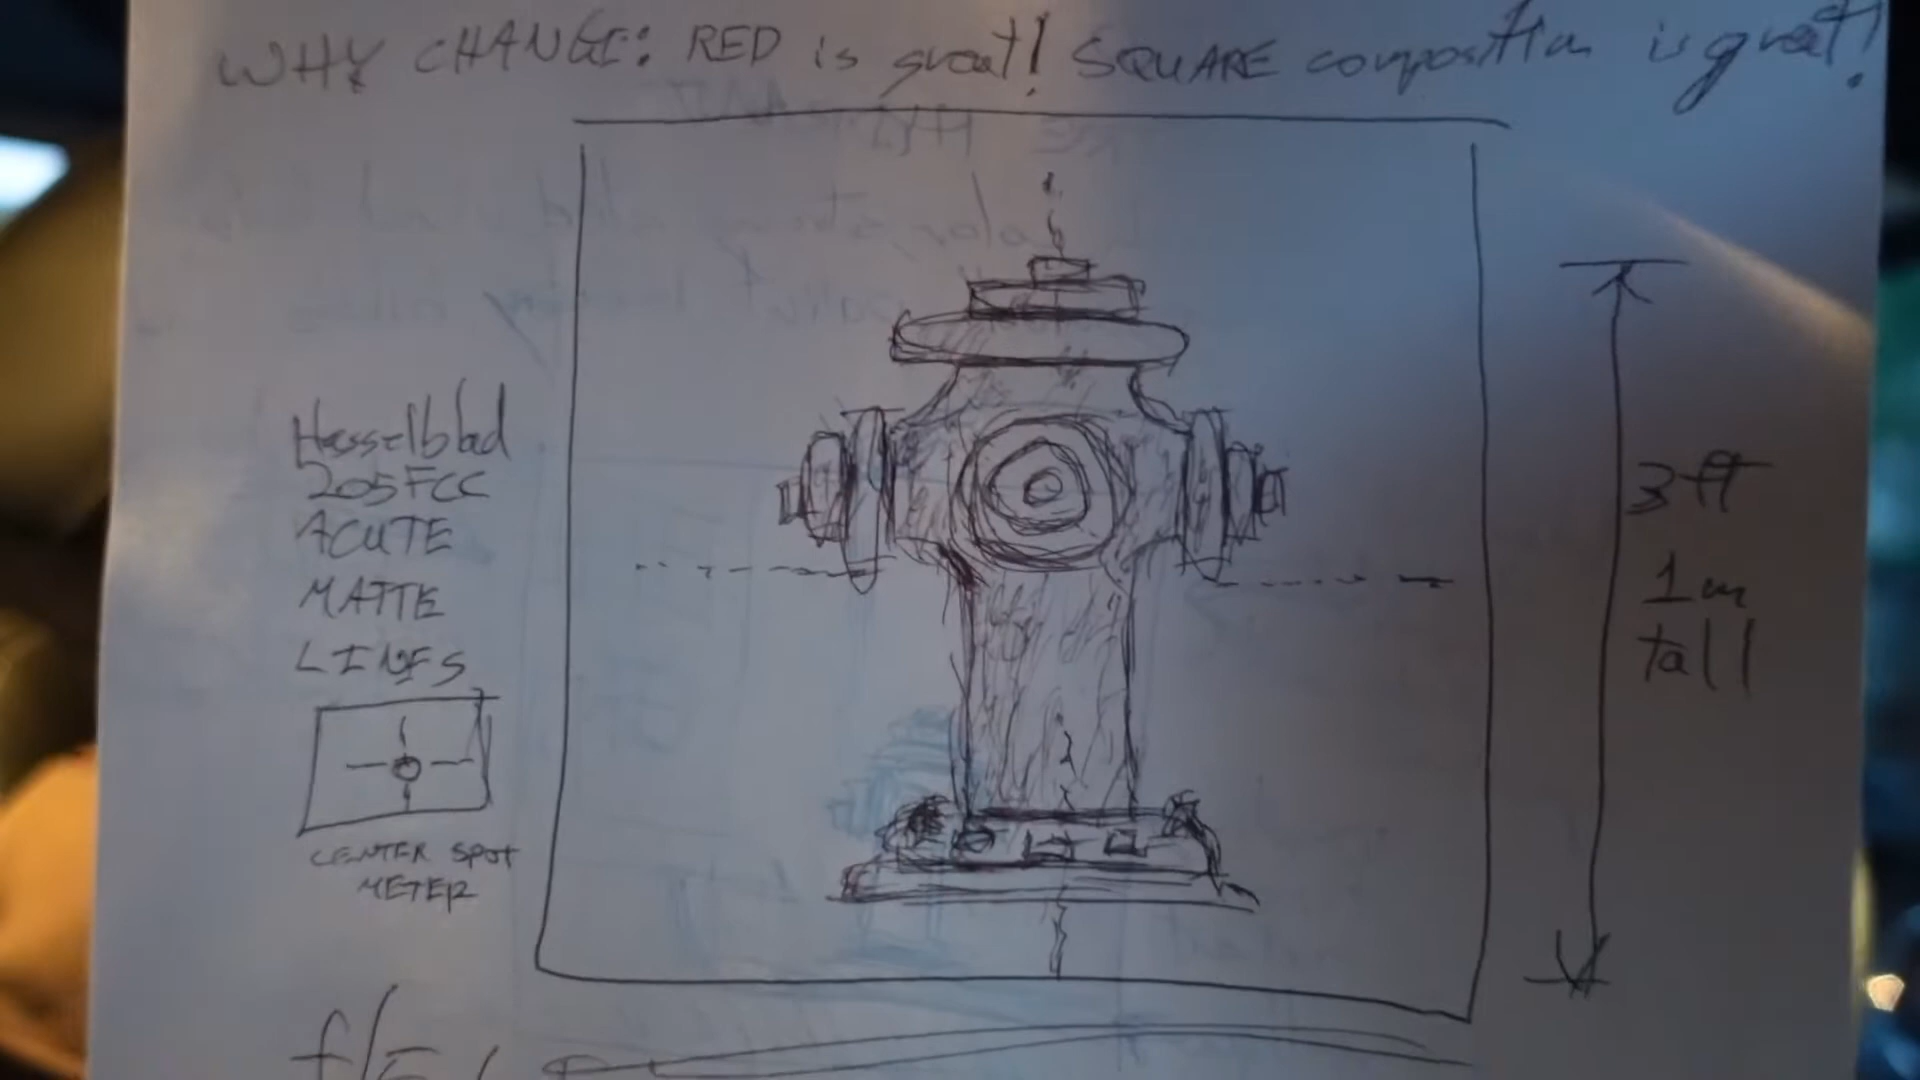 WHY CHANGE: RED is great! SQUARE composition is great!
Hasselblad
205FCC
ACUTE
MATTE
LINES
CENTER SPOT
METER
3ft
1m
tall